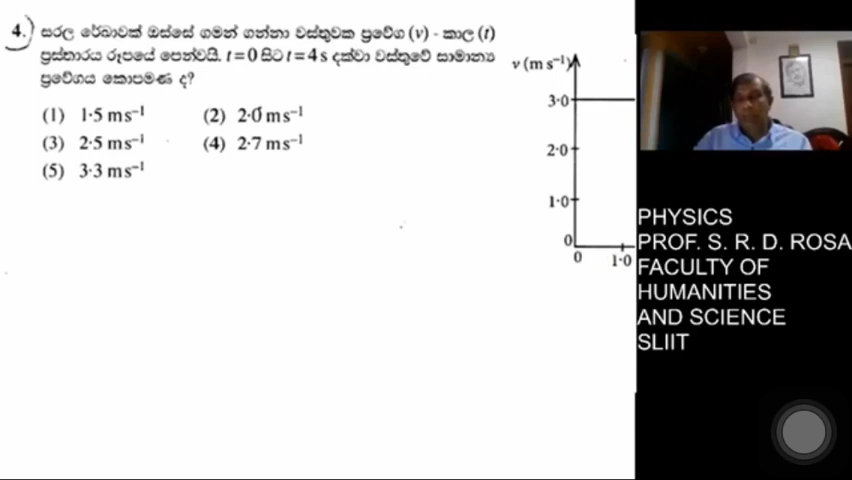 4. සරල රේඛාවක් ඔස්සේ ගමන් ගන්නා වස්තුවක ප්‍රවේග (v) - කාල (t)
ප්‍රස්තාරය රූපයේ පෙන්වයි. t = 0 සිට t = 4 s දක්වා වස්තුවේ සාමාන්‍ය
ප්‍රවේගය කොපමණ ද?
(1) 1·5 m s⁻¹ (2) 2·0 m s⁻¹
(3) 2·5 m s⁻¹ (4) 2·7 m s⁻¹
(5) 3·3 m s⁻¹
v (m s⁻¹)
3·0
2·0
1·0
0
0 1·0
PHYSICS
PROF. S. R. D. ROSA
FACULTY OF
HUMANITIES
AND SCIENCE
SLIIT